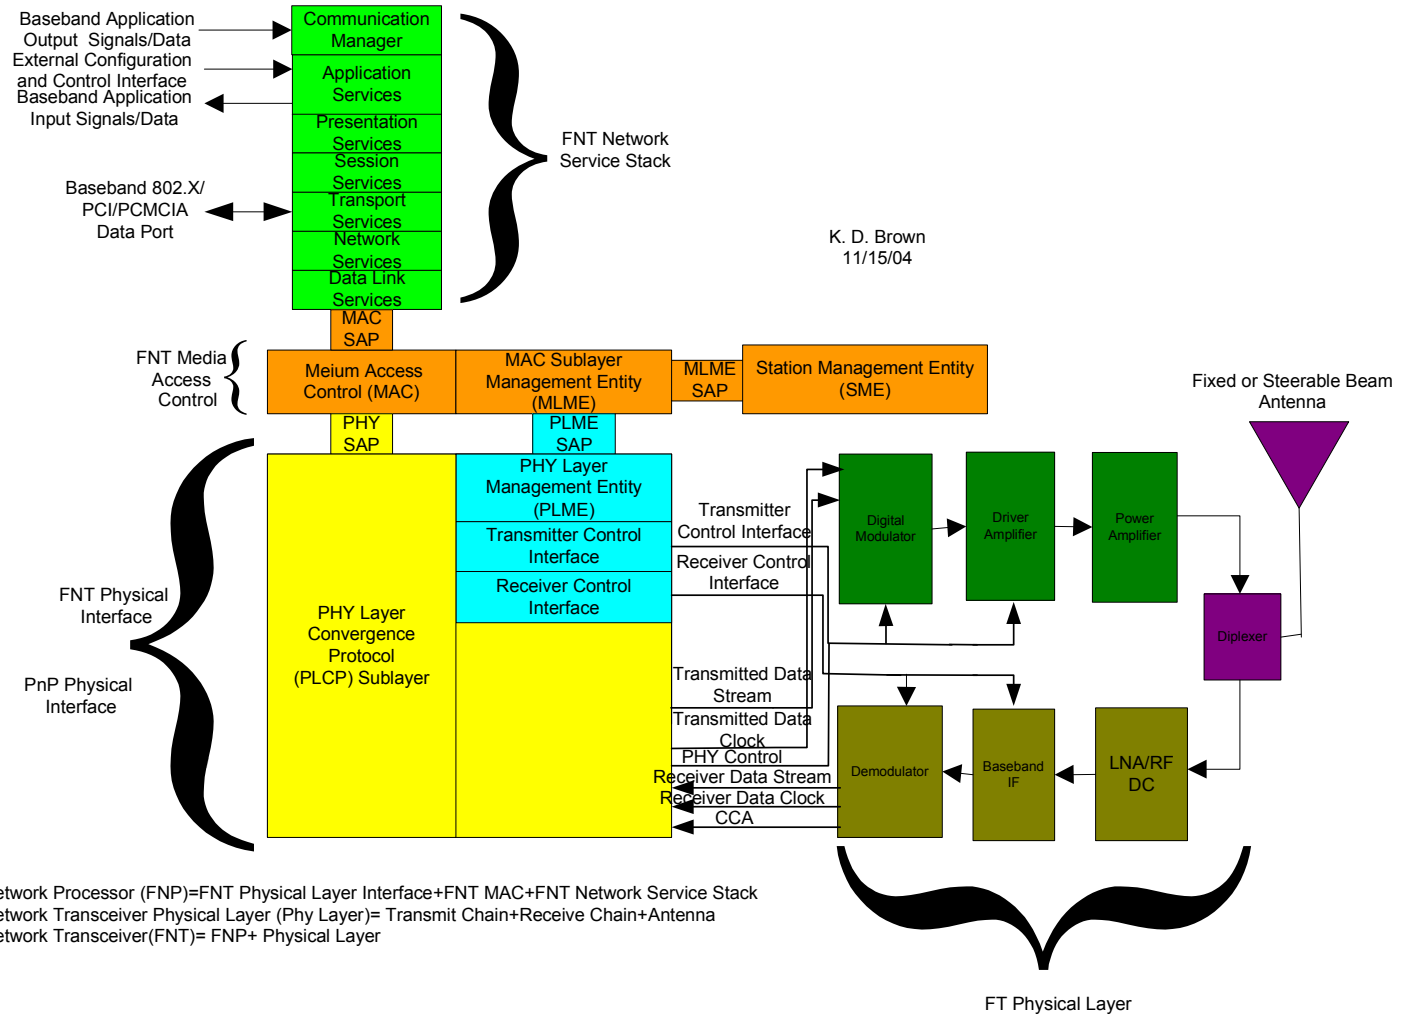 Baseband Application
Output Signals/Data
External Configuration
and Control Interface
Baseband Application
Input Signals/Data
Baseband 802.X/
PCI/PCMCIA
Data Port
Communication
Manager
Application
Services
Presentation
Services
Session
Services
Transport
Services
Network
Services
Data Link
Services
FNT Network
Service Stack
K. D. Brown
11/15/04
MAC
SAP
FNT Media
Access
Control
Meium Access
Control (MAC)
MAC Sublayer
Management Entity
(MLME)
MLME
SAP
Station Management Entity
(SME)
PHY
SAP
PLME
SAP
Fixed or Steerable Beam
Antenna
FNT Physical
Interface
PnP Physical
Interface
PHY Layer
Convergence
Protocol
(PLCP) Sublayer
PHY Layer
Management Entity
(PLME)
Transmitter Control
Interface
Receiver Control
Interface
Transmitter
Control Interface
Receiver Control
Interface
Transmitted Data
Stream
Transmitted Data
Clock
PHY Control
Receiver Data Stream
Receiver Data Clock
CCA
Digital
Modulator
Driver
Amplifier
Power
Amplifier
Diplexer
Demodulator
Baseband
IF
LNA/RF
DC
etwork Processor (FNP)=FNT Physical Layer Interface+FNT MAC+FNT Network Service Stack
etwork Transceiver Physical Layer (Phy Layer)= Transmit Chain+Receive Chain+Antenna
etwork Transceiver(FNT)= FNP+ Physical Layer
FT Physical Layer